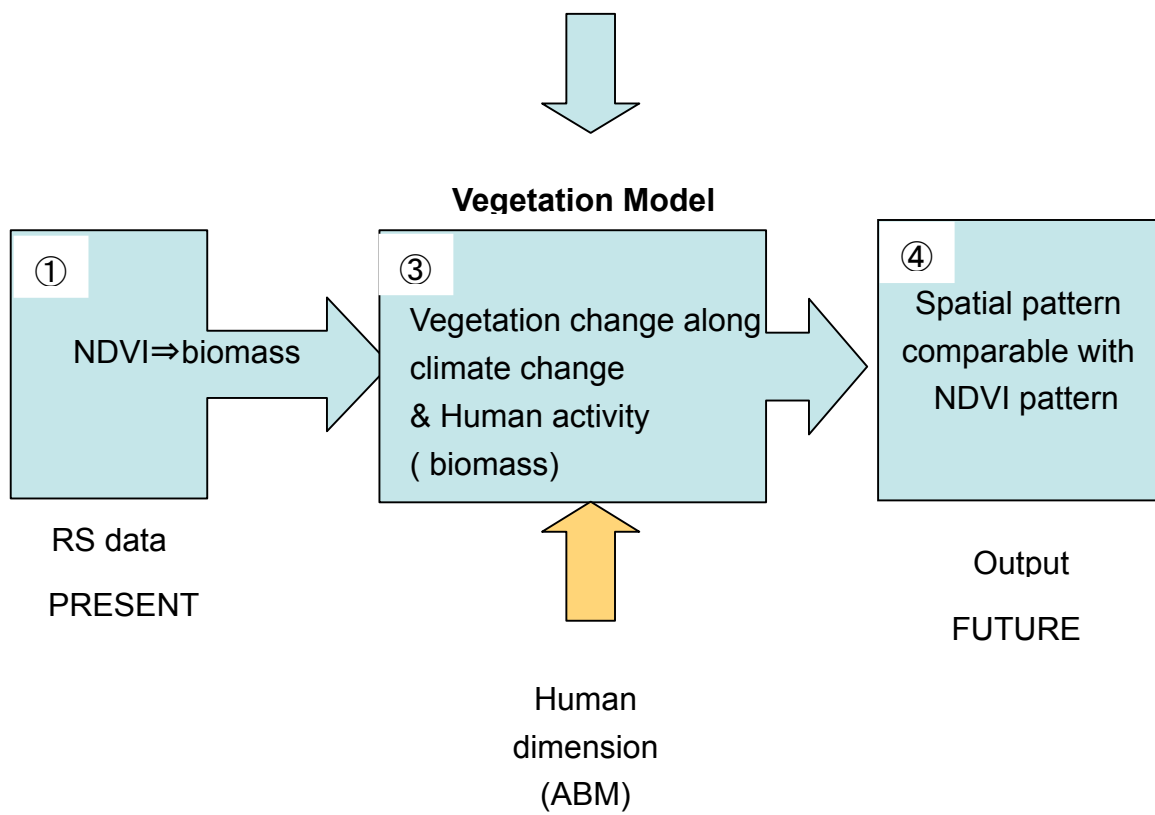 Vegetation Model
①
NDVI⇒biomass
RS data
PRESENT
③
Vegetation change along
climate change
& Human activity
( biomass)
④
Spatial pattern
comparable with
NDVI pattern
Output
FUTURE
Human
dimension
(ABM)